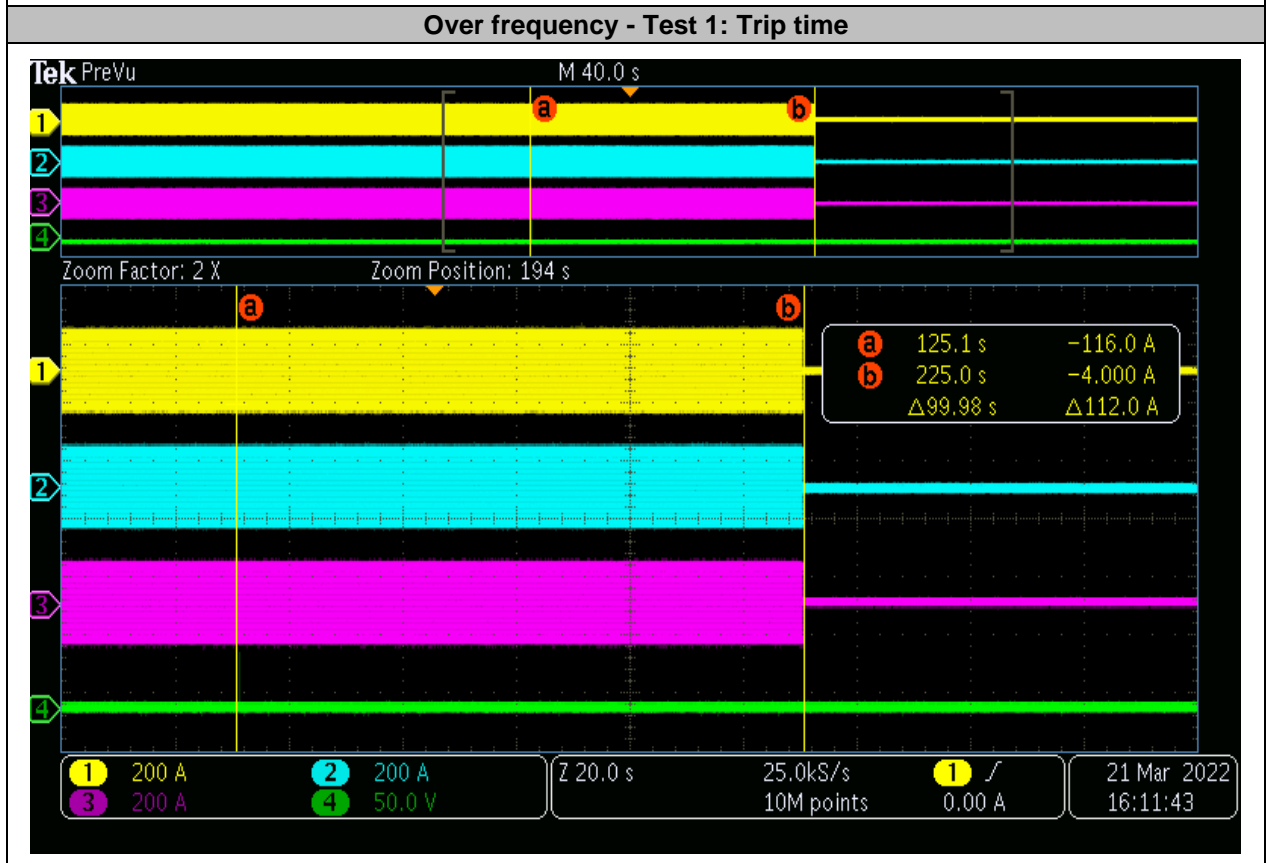 Over frequency - Test 1: Trip time
Tek PreVu M 40.0 s
a b
1
2
3
4
Zoom Factor: 2 X Zoom Position: 194 s
a b
a 125.1 s -116.0 A
1
b 225.0 s -4.000 A
△99.98 s △112.0 A
2
3
4
1 200 A 2 200 A Z 20.0 s 25.0kS/s 1 ∫ 21 Mar 2022
3 200 A 4 50.0 V 10M points 0.00 A 16:11:43